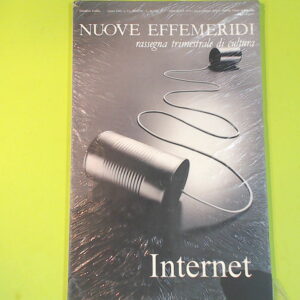 NUOVE EFFEMERIDI
rassegna trimestrale di cultura
Internet